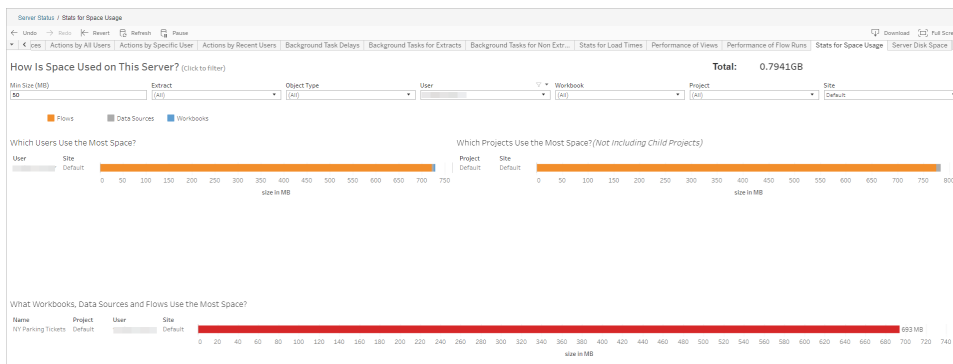 Server Status / Stats for Space Usage
← Undo → Redo Revert Refresh Pause Download Full Scre
ces Actions by All Users Actions by Specific User Actions by Recent Users Background Task Delays Background Tasks for Extracts Background Tasks for Non Extr... Stats for Load Times Performance of Views Performance of Flow Runs Stats for Space Usage Server Disk Space
How Is Space Used on This Server? (Click to filter) Total: 0.7941GB
Min Size (MB) Extract Object Type User Workbook Project Site
50 (All) (All) (All) (All) Default
Flows Data Sources Workbooks
Which Users Use the Most Space? Which Projects Use the Most Space? (Not Including Child Projects)
User Site Project Site
Default Default Default
0 50 100 150 200 250 300 350 400 450 500 550 600 650 700 750 0 50 100 150 200 250 300 350 400 450 500 550 600 650 700 750 800
size in MB size in MB
What Workbooks, Data Sources and Flows Use the Most Space?
Name Project User Site
NY Parking Tickets Default Default 693 MB
0 20 40 60 80 100 120 140 160 180 200 220 240 260 280 300 320 340 360 380 400 420 440 460 480 500 520 540 560 580 600 620 640 660 680 700 720 740
size in MB